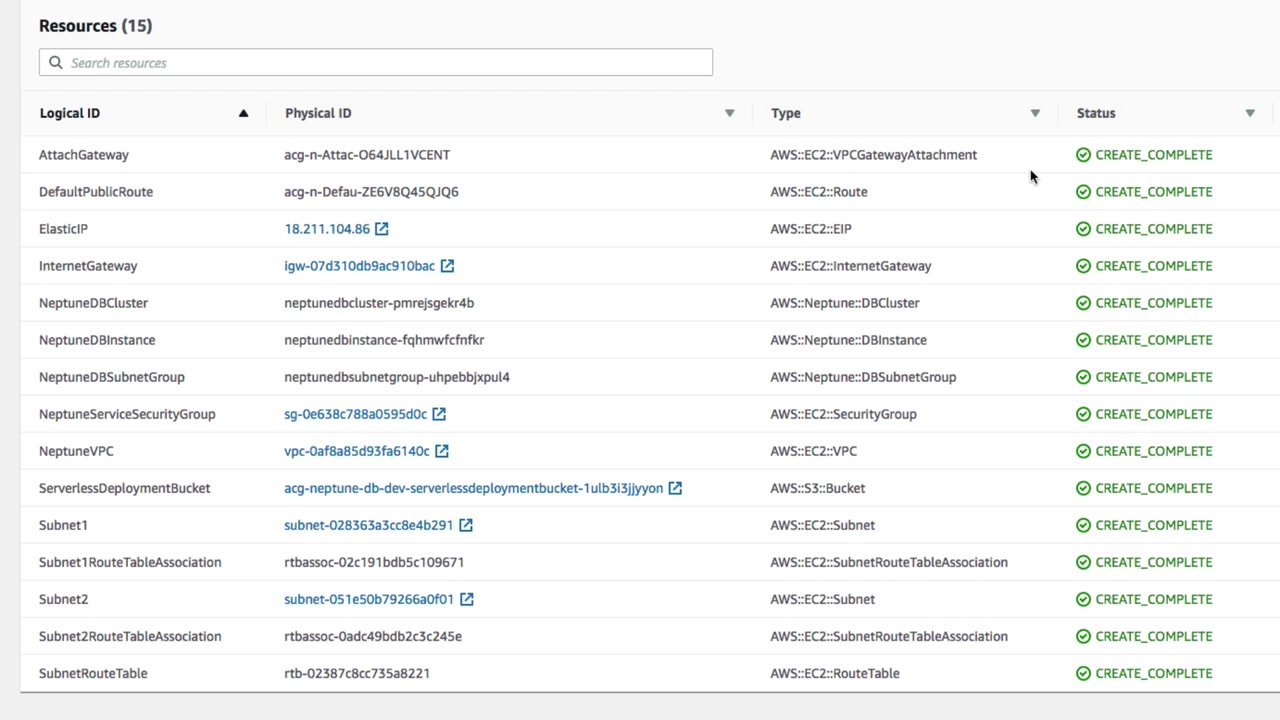 Resources (15)
Search resources
Logical ID Physical ID Type Status
AttachGateway acg-n-Attac-O64JLL1VCENT AWS::EC2::VPCGatewayAttachment CREATE_COMPLETE
DefaultPublicRoute acg-n-Defau-ZE6V8Q45QJQ6 AWS::EC2::Route CREATE_COMPLETE
ElasticIP 18.211.104.86 AWS::EC2::EIP CREATE_COMPLETE
InternetGateway igw-07d310db9ac910bac AWS::EC2::InternetGateway CREATE_COMPLETE
NeptuneDBCluster neptunedbcluster-pmrejsgekr4b AWS::Neptune::DBCluster CREATE_COMPLETE
NeptuneDBInstance neptunedbinstance-fqhmwfcfnfkr AWS::Neptune::DBInstance CREATE_COMPLETE
NeptuneDBSubnetGroup neptunedbsubnetgroup-uhpebbjxpul4 AWS::Neptune::DBSubnetGroup CREATE_COMPLETE
NeptuneServiceSecurityGroup sg-0e638c788a0595d0c AWS::EC2::SecurityGroup CREATE_COMPLETE
NeptuneVPC vpc-0af8a85d93fa6140c AWS::EC2::VPC CREATE_COMPLETE
ServerlessDeploymentBucket acg-neptune-db-dev-serverlessdeploymentbucket-1ulb3i3jjyyon AWS::S3::Bucket CREATE_COMPLETE
Subnet1 subnet-028363a3cc8e4b291 AWS::EC2::Subnet CREATE_COMPLETE
Subnet1RouteTableAssociation rtbassoc-02c191bdb5c109671 AWS::EC2::SubnetRouteTableAssociation CREATE_COMPLETE
Subnet2 subnet-051e50b79266a0f01 AWS::EC2::Subnet CREATE_COMPLETE
Subnet2RouteTableAssociation rtbassoc-0adc49bdb2c3c245e AWS::EC2::SubnetRouteTableAssociation CREATE_COMPLETE
SubnetRouteTable rtb-02387c8cc735a8221 AWS::EC2::RouteTable CREATE_COMPLETE